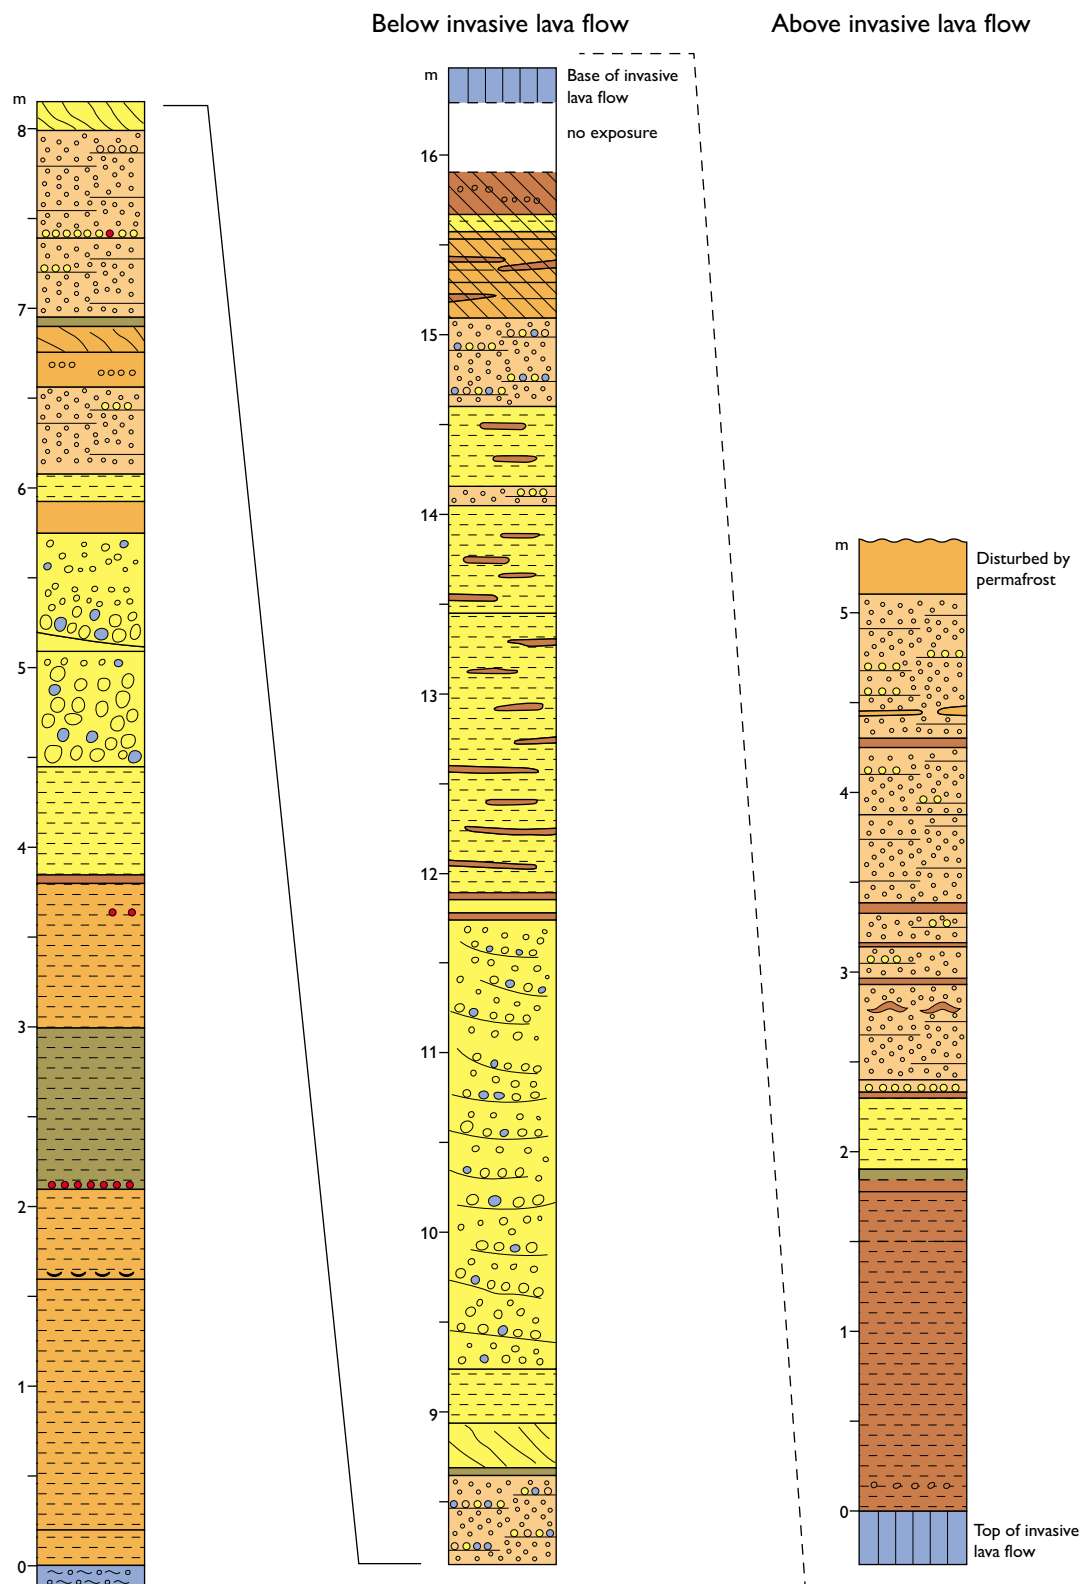 Below invasive lava flow
Above invasive lava flow
m
8
7
6
5
4
3
2
1
0
m
Base of invasive
lava flow
no exposure
16
15
14
13
12
11
10
9
m
Disturbed by
permafrost
5
4
3
2
1
0
Top of invasive
lava flow